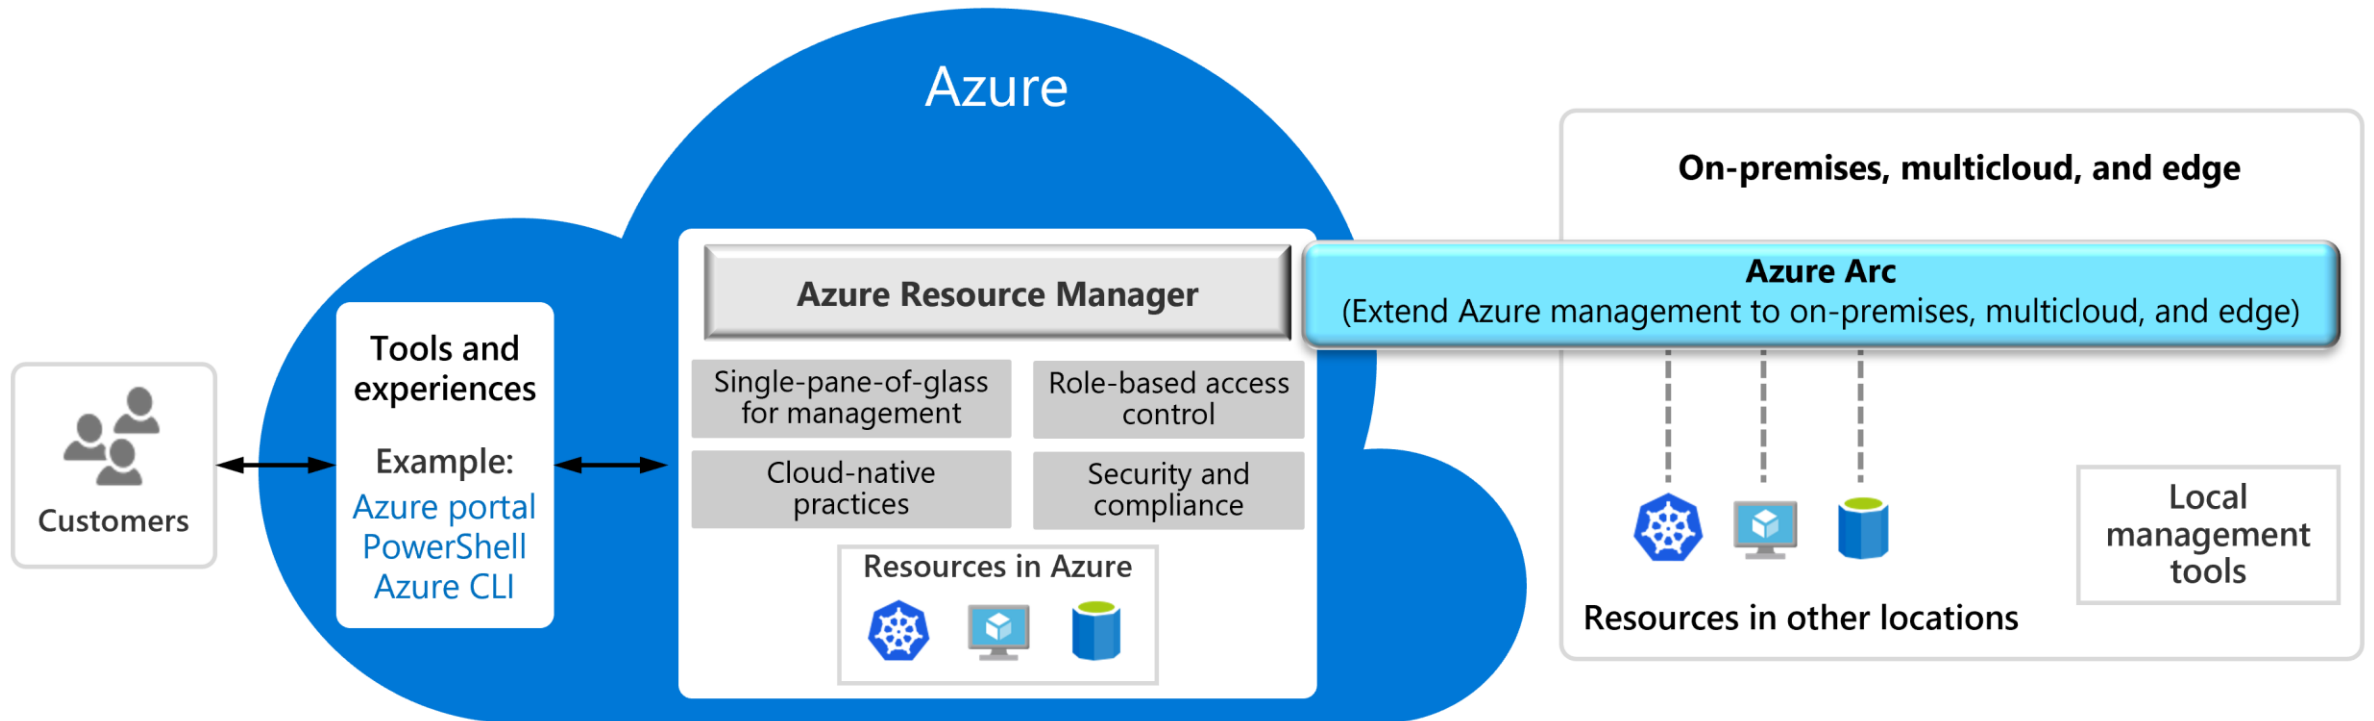 Azure
Customers
Tools and
experiences
Example:
Azure portal
PowerShell
Azure CLI
Azure Resource Manager
Single-pane-of-glass
for management
Role-based access
control
Cloud-native
practices
Security and
compliance
Resources in Azure
On-premises, multicloud, and edge
Azure Arc
(Extend Azure management to on-premises, multicloud, and edge)
Resources in other locations
Local
management
tools